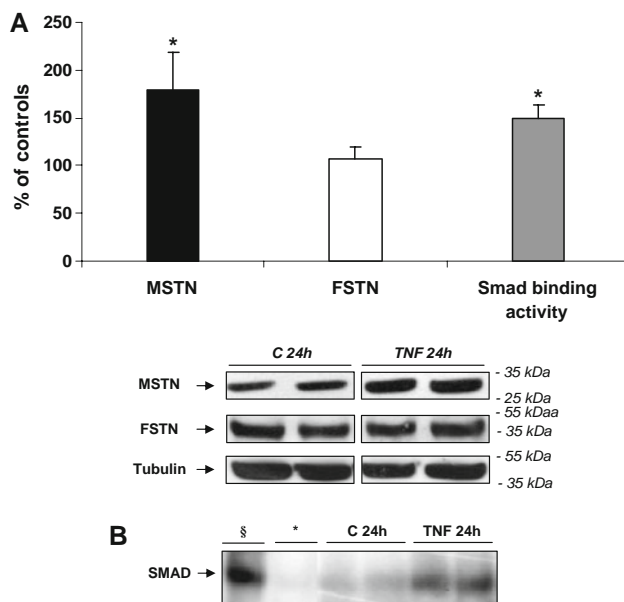 A
% of controls
250
200
150
100
50
0
*
*
MSTN
FSTN
Smad binding
activity
C 24h
TNF 24h
MSTN
- 35 kDa
- 25 kDa
FSTN
- 55 kDaa
- 35 kDa
Tubulin
- 55 kDa
- 35 kDa
B
§ * C 24h TNF 24h
SMAD